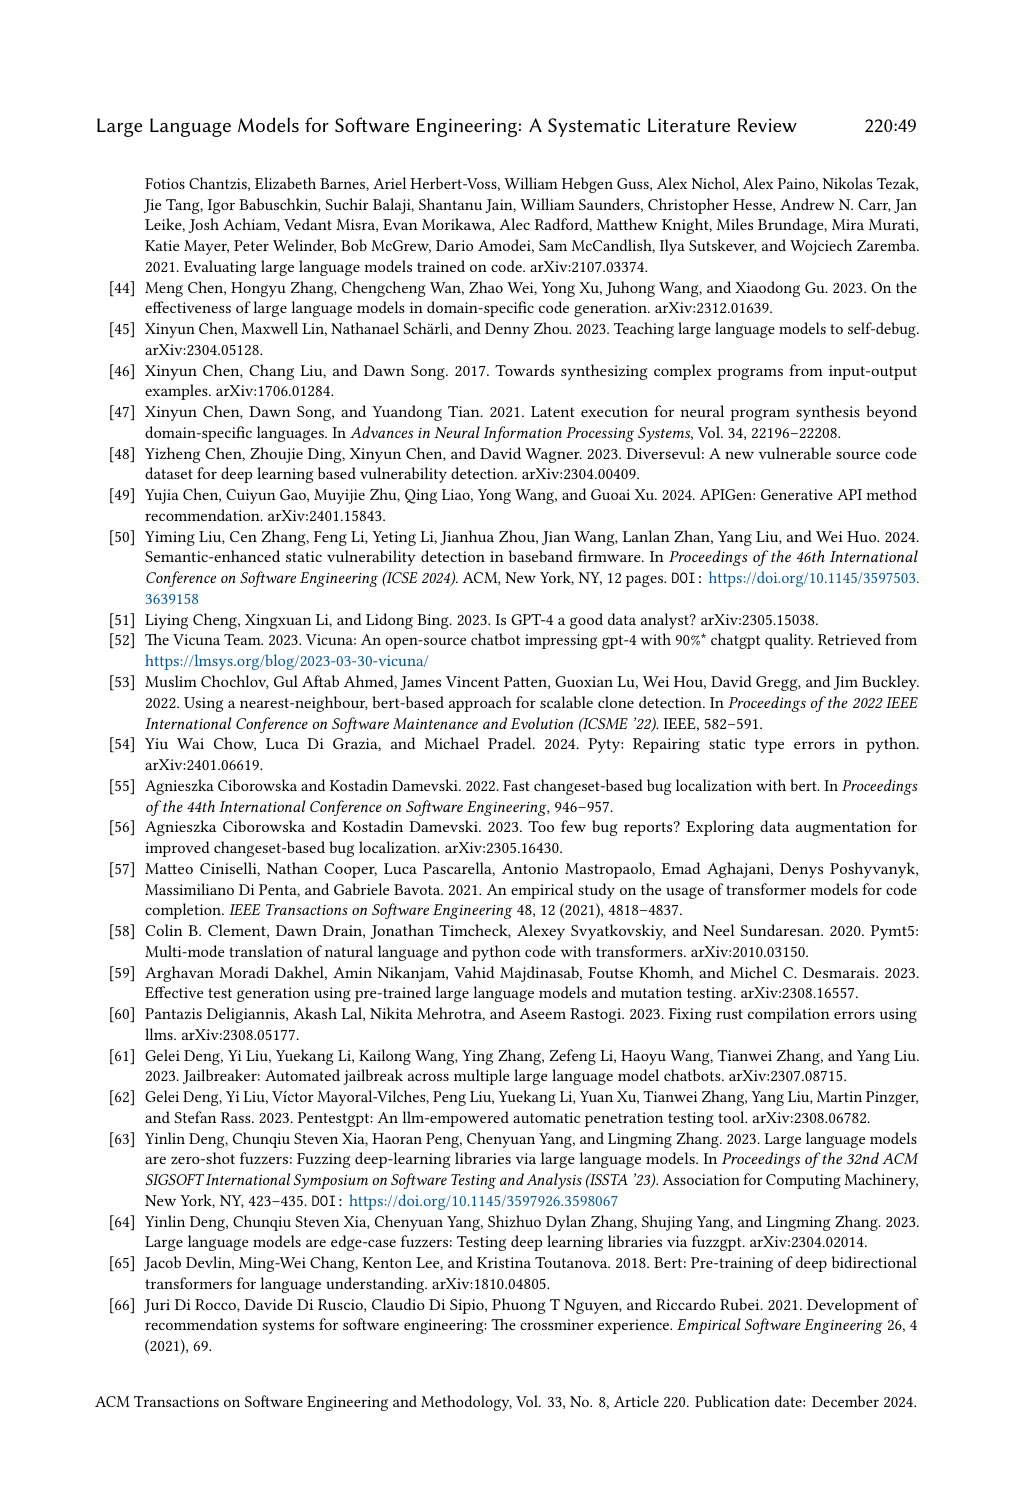 Large Language Models for Software Engineering: A Systematic Literature Review 220:49
Fotios Chantzis, Elizabeth Barnes, Ariel Herbert-Voss, William Hebgen Guss, Alex Nichol, Alex Paino, Nikolas Tezak,
Jie Tang, Igor Babuschkin, Suchir Balaji, Shantanu Jain, William Saunders, Christopher Hesse, Andrew N. Carr, Jan
Leike, Josh Achiam, Vedant Misra, Evan Morikawa, Alec Radford, Matthew Knight, Miles Brundage, Mira Murati,
Katie Mayer, Peter Welinder, Bob McGrew, Dario Amodei, Sam McCandlish, Ilya Sutskever, and Wojciech Zaremba.
2021. Evaluating large language models trained on code. arXiv:2107.03374.
[44] Meng Chen, Hongyu Zhang, Chengcheng Wan, Zhao Wei, Yong Xu, Juhong Wang, and Xiaodong Gu. 2023. On the
effectiveness of large language models in domain-specific code generation. arXiv:2312.01639.
[45] Xinyun Chen, Maxwell Lin, Nathanael Schärli, and Denny Zhou. 2023. Teaching large language models to self-debug.
arXiv:2304.05128.
[46] Xinyun Chen, Chang Liu, and Dawn Song. 2017. Towards synthesizing complex programs from input-output
examples. arXiv:1706.01284.
[47] Xinyun Chen, Dawn Song, and Yuandong Tian. 2021. Latent execution for neural program synthesis beyond
domain-specific languages. In Advances in Neural Information Processing Systems, Vol. 34, 22196–22208.
[48] Yizheng Chen, Zhoujie Ding, Xinyun Chen, and David Wagner. 2023. Diversevul: A new vulnerable source code
dataset for deep learning based vulnerability detection. arXiv:2304.00409.
[49] Yujia Chen, Cuiyun Gao, Muyijie Zhu, Qing Liao, Yong Wang, and Guoai Xu. 2024. APIGen: Generative API method
recommendation. arXiv:2401.15843.
[50] Yiming Liu, Cen Zhang, Feng Li, Yeting Li, Jianhua Zhou, Jian Wang, Lanlan Zhan, Yang Liu, and Wei Huo. 2024.
Semantic-enhanced static vulnerability detection in baseband firmware. In Proceedings of the 46th International
Conference on Software Engineering (ICSE 2024). ACM, New York, NY, 12 pages. DOI: https://doi.org/10.1145/3597503.
3639158
[51] Liying Cheng, Xingxuan Li, and Lidong Bing. 2023. Is GPT-4 a good data analyst? arXiv:2305.15038.
[52] The Vicuna Team. 2023. Vicuna: An open-source chatbot impressing gpt-4 with 90%* chatgpt quality. Retrieved from
https://lmsys.org/blog/2023-03-30-vicuna/
[53] Muslim Chochlov, Gul Aftab Ahmed, James Vincent Patten, Guoxian Lu, Wei Hou, David Gregg, and Jim Buckley.
2022. Using a nearest-neighbour, bert-based approach for scalable clone detection. In Proceedings of the 2022 IEEE
International Conference on Software Maintenance and Evolution (ICSME ’22). IEEE, 582–591.
[54] Yiu Wai Chow, Luca Di Grazia, and Michael Pradel. 2024. Pyty: Repairing static type errors in python.
arXiv:2401.06619.
[55] Agnieszka Ciborowska and Kostadin Damevski. 2022. Fast changeset-based bug localization with bert. In Proceedings
of the 44th International Conference on Software Engineering, 946–957.
[56] Agnieszka Ciborowska and Kostadin Damevski. 2023. Too few bug reports? Exploring data augmentation for
improved changeset-based bug localization. arXiv:2305.16430.
[57] Matteo Ciniselli, Nathan Cooper, Luca Pascarella, Antonio Mastropaolo, Emad Aghajani, Denys Poshyvanyk,
Massimiliano Di Penta, and Gabriele Bavota. 2021. An empirical study on the usage of transformer models for code
completion. IEEE Transactions on Software Engineering 48, 12 (2021), 4818–4837.
[58] Colin B. Clement, Dawn Drain, Jonathan Timcheck, Alexey Svyatkovskiy, and Neel Sundaresan. 2020. Pymt5:
Multi-mode translation of natural language and python code with transformers. arXiv:2010.03150.
[59] Arghavan Moradi Dakhel, Amin Nikanjam, Vahid Majdinasab, Foutse Khomh, and Michel C. Desmarais. 2023.
Effective test generation using pre-trained large language models and mutation testing. arXiv:2308.16557.
[60] Pantazis Deligiannis, Akash Lal, Nikita Mehrotra, and Aseem Rastogi. 2023. Fixing rust compilation errors using
llms. arXiv:2308.05177.
[61] Gelei Deng, Yi Liu, Yuekang Li, Kailong Wang, Ying Zhang, Zefeng Li, Haoyu Wang, Tianwei Zhang, and Yang Liu.
2023. Jailbreaker: Automated jailbreak across multiple large language model chatbots. arXiv:2307.08715.
[62] Gelei Deng, Yi Liu, Víctor Mayoral-Vilches, Peng Liu, Yuekang Li, Yuan Xu, Tianwei Zhang, Yang Liu, Martin Pinzger,
and Stefan Rass. 2023. Pentestgpt: An llm-empowered automatic penetration testing tool. arXiv:2308.06782.
[63] Yinlin Deng, Chunqiu Steven Xia, Haoran Peng, Chenyuan Yang, and Lingming Zhang. 2023. Large language models
are zero-shot fuzzers: Fuzzing deep-learning libraries via large language models. In Proceedings of the 32nd ACM
SIGSOFT International Symposium on Software Testing and Analysis (ISSTA ’23). Association for Computing Machinery,
New York, NY, 423–435. DOI: https://doi.org/10.1145/3597926.3598067
[64] Yinlin Deng, Chunqiu Steven Xia, Chenyuan Yang, Shizhuo Dylan Zhang, Shujing Yang, and Lingming Zhang. 2023.
Large language models are edge-case fuzzers: Testing deep learning libraries via fuzzgpt. arXiv:2304.02014.
[65] Jacob Devlin, Ming-Wei Chang, Kenton Lee, and Kristina Toutanova. 2018. Bert: Pre-training of deep bidirectional
transformers for language understanding. arXiv:1810.04805.
[66] Juri Di Rocco, Davide Di Ruscio, Claudio Di Sipio, Phuong T Nguyen, and Riccardo Rubei. 2021. Development of
recommendation systems for software engineering: The crossminer experience. Empirical Software Engineering 26, 4
(2021), 69.
ACM Transactions on Software Engineering and Methodology, Vol. 33, No. 8, Article 220. Publication date: December 2024.